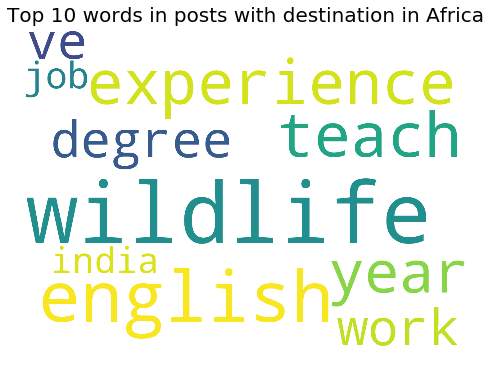 Top 10 words in posts with destination in Africa
ve
job experience
degree teach
wildlife
india
english year
work